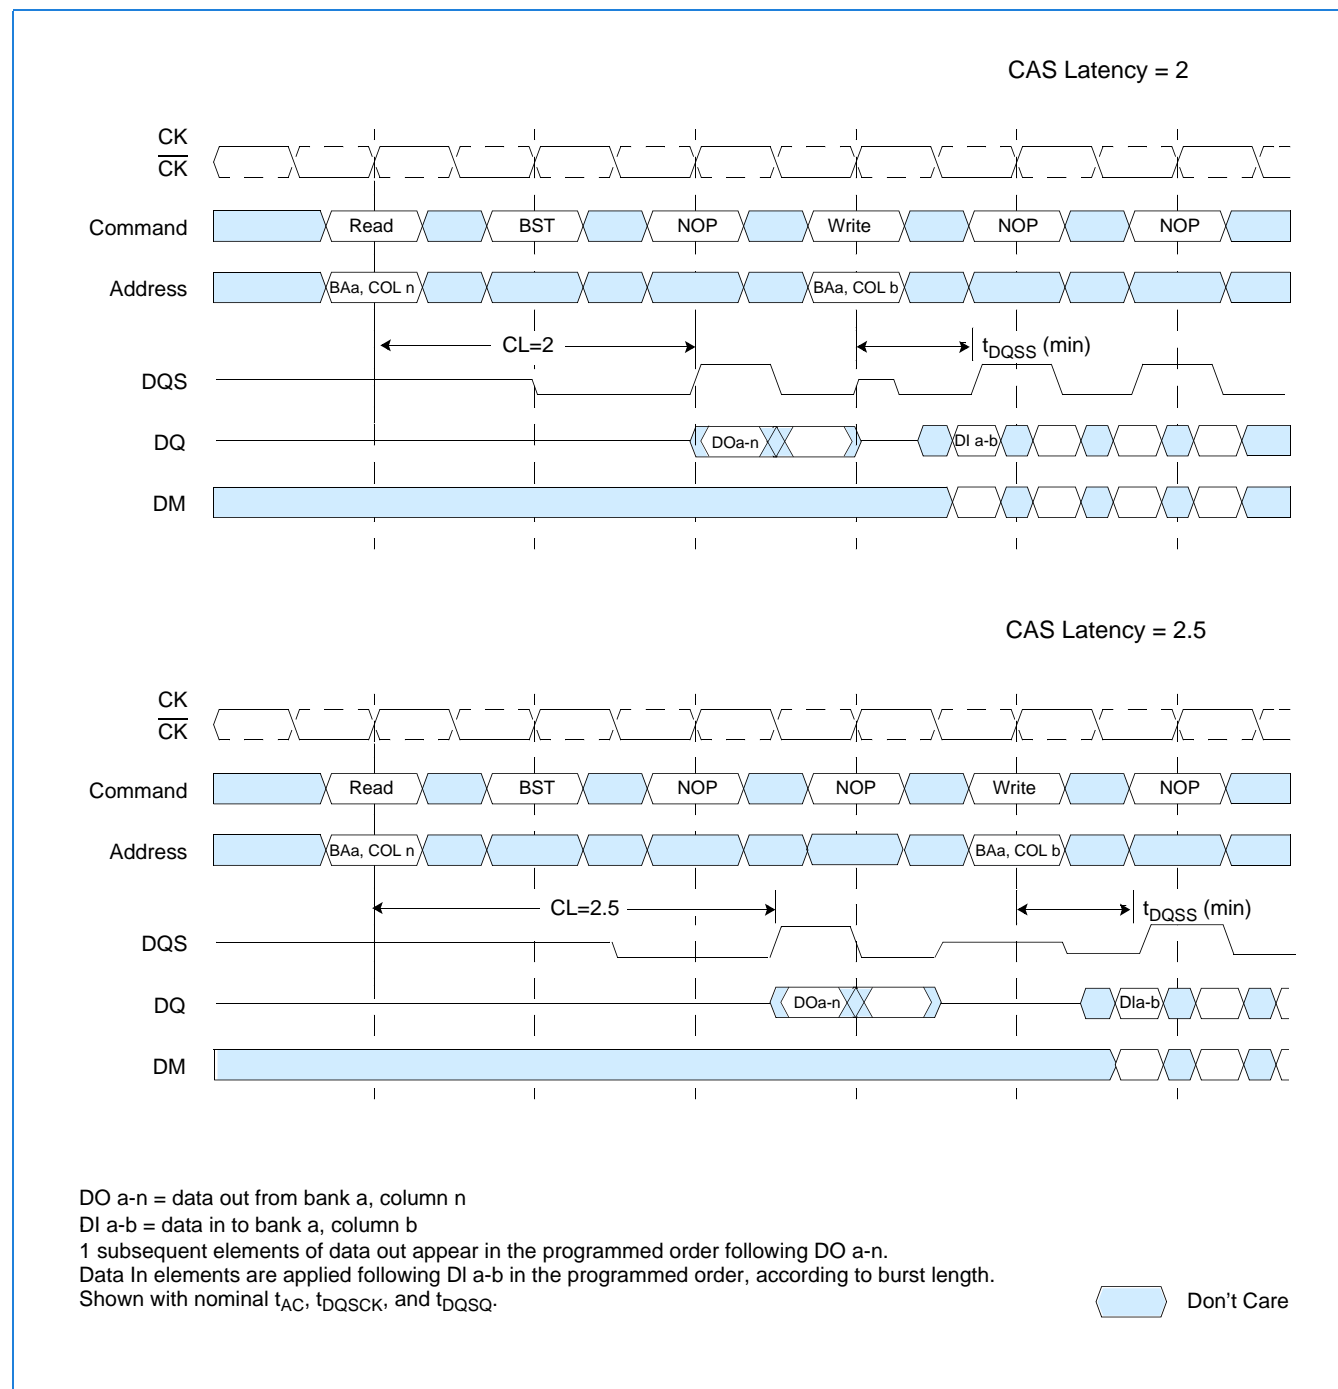 CAS Latency = 2
CK
CK
Command Read BST NOP Write NOP NOP
Address BAa, COL n BAa, COL b
CL=2 tDQSS (min)
DQS
DQ DOa-n DI a-b
DM
CAS Latency = 2.5
CK
CK
Command Read BST NOP NOP Write NOP
Address BAa, COL n BAa, COL b
CL=2.5 tDQSS (min)
DQS
DQ DOa-n DIa-b
DM
DO a-n = data out from bank a, column n
DI a-b = data in to bank a, column b
1 subsequent elements of data out appear in the programmed order following DO a-n.
Data In elements are applied following DI a-b in the programmed order, according to burst length.
Shown with nominal tAC, tDQSCK, and tDQSQ.
Don't Care